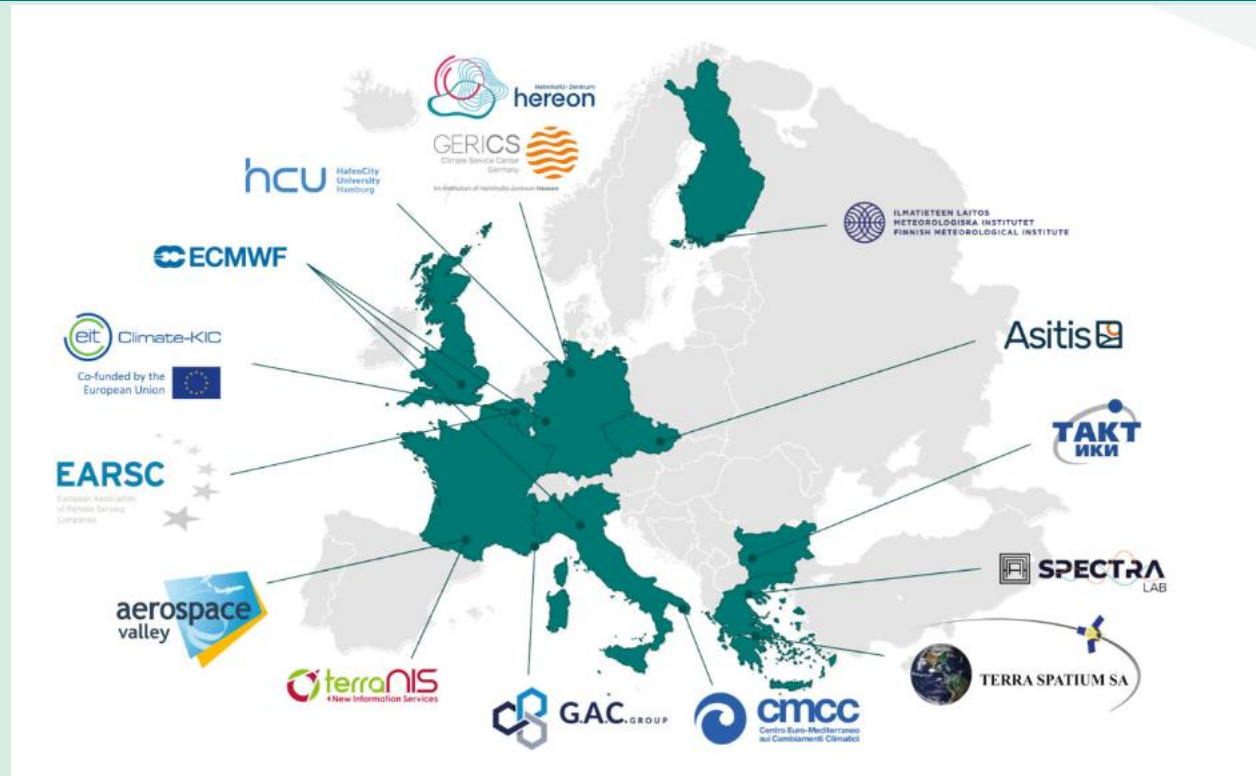 Helmholtz-Zentrum
hereon
GERICS
Climate Service Center
Germany
An Institution of Helmholtz-Zentrum Hereon
hcu
HafenCity
University
Hamburg
ILMATIETEEN LAITOS
METEOROLOGISKA INSTITUTET
FINNISH METEOROLOGICAL INSTITUTE
ECMWF
eit Climate-KIC
Co-funded by the
European Union
Asitis
ТАКТ
ИКИ
EARSC
European Association
of Remote Sensing
Companies
SPECTRA
LAB
aerospace
valley
terraNIS
New Information Services
TERRA SPATIUM SA
G.A.C. GROUP
cmcc
Centro Euro-Mediterraneo
sui Cambiamenti Climatici